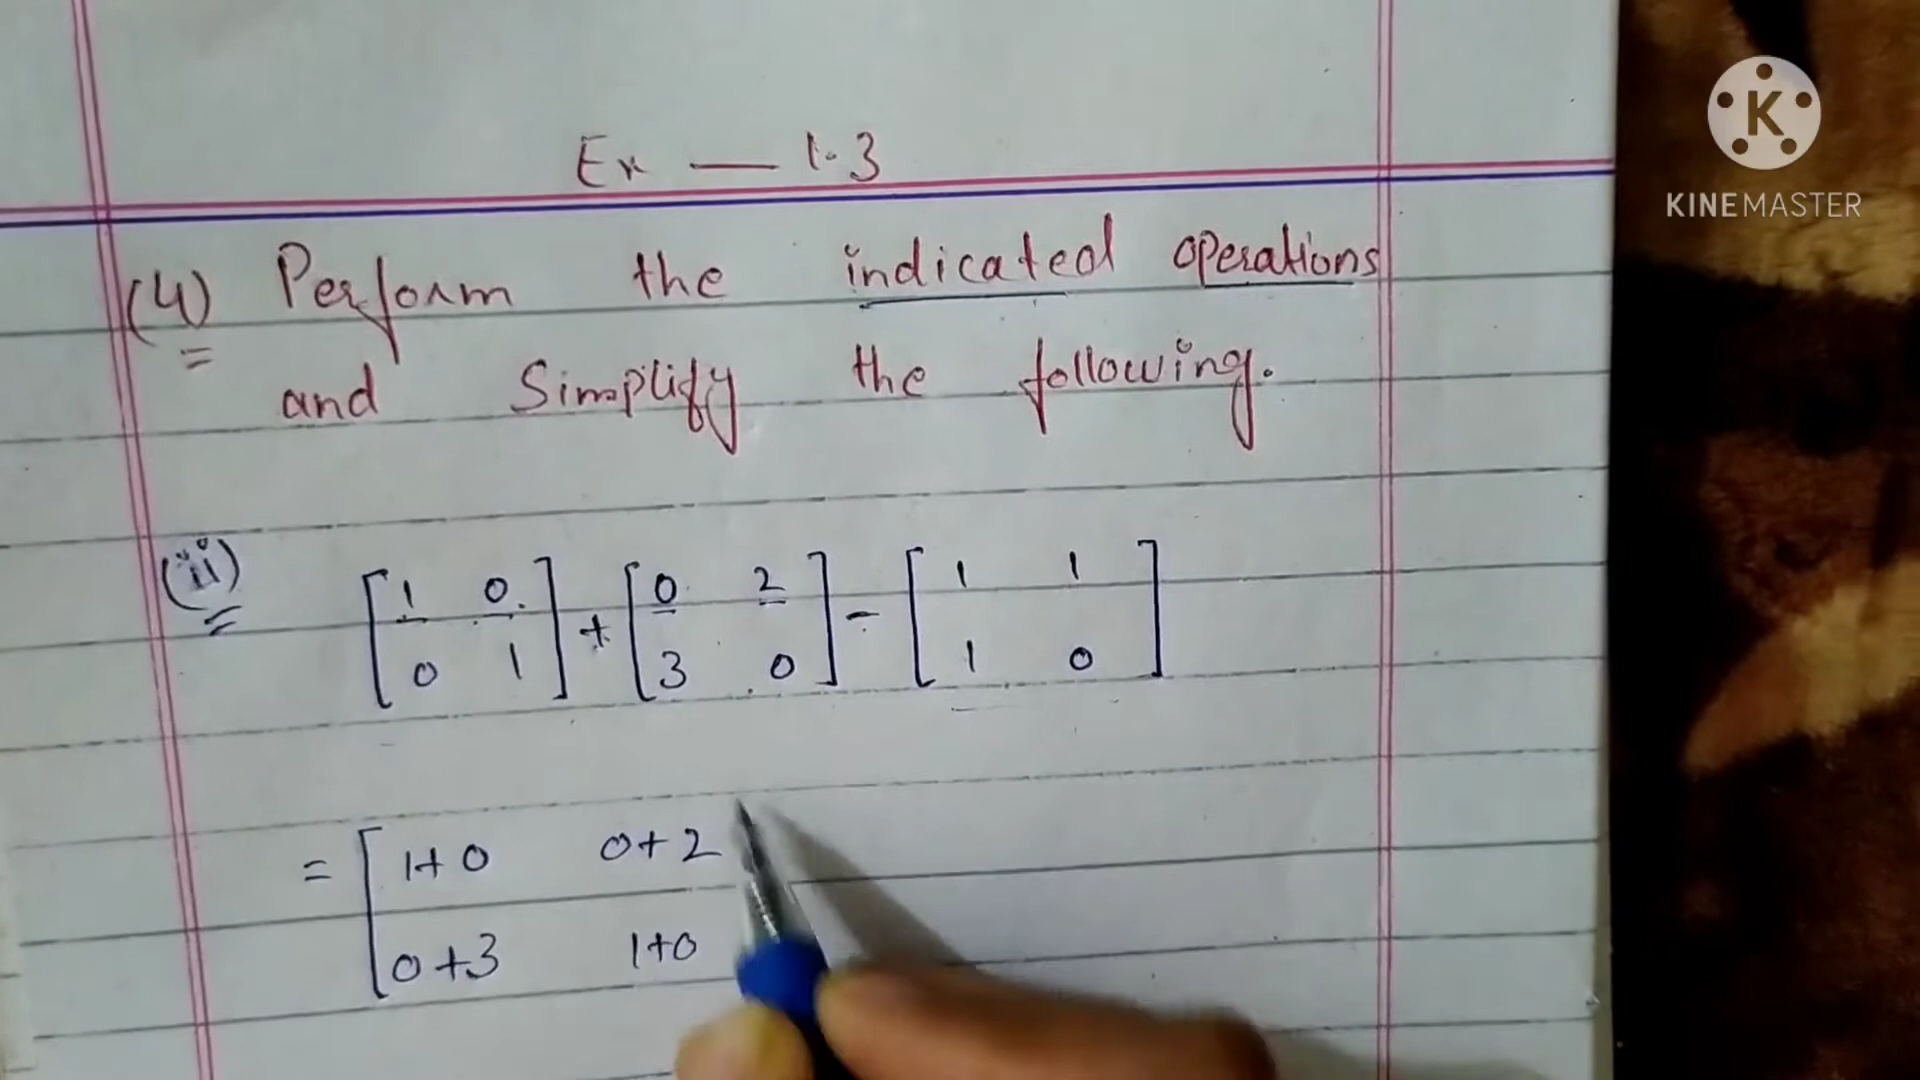 Ex — 1.3
K
KINEMASTER
(4) Perform the indicated operations
and Simplify the following.
(ii) [1 0 0 1] + [0 2 3 0] - [1 1 1 0]
= [1+0 0+2
0+3 1+0